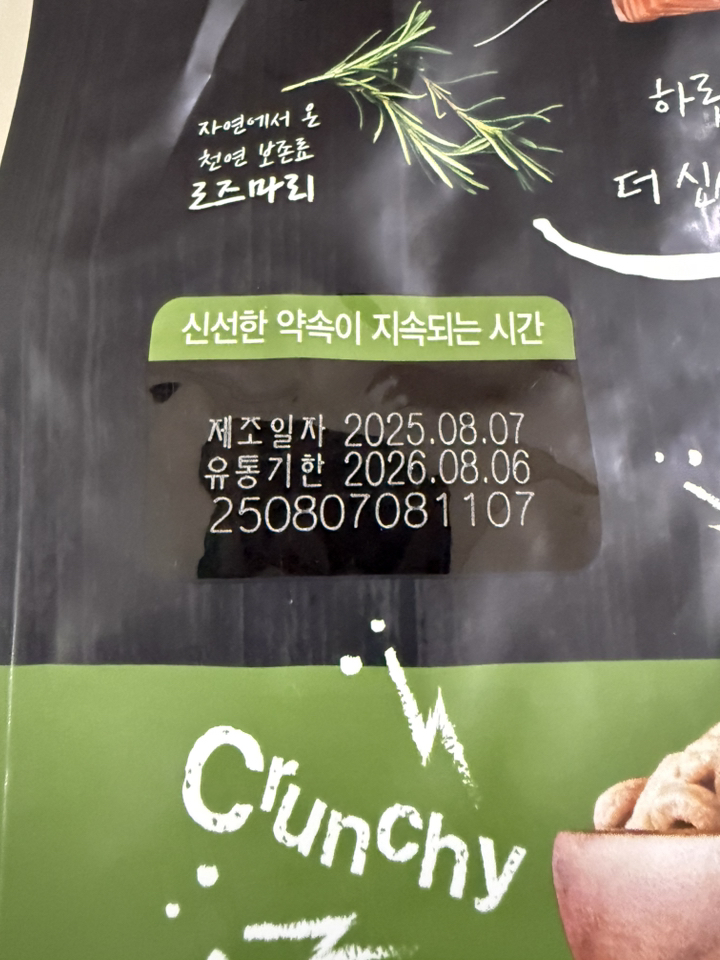 자연에서 온
천연 보존료
로즈마리
더
신선한 약속이 지속되는 시간
제조일자 2025.08.07
유통기한 2026.08.06
250807081107
Crunchy